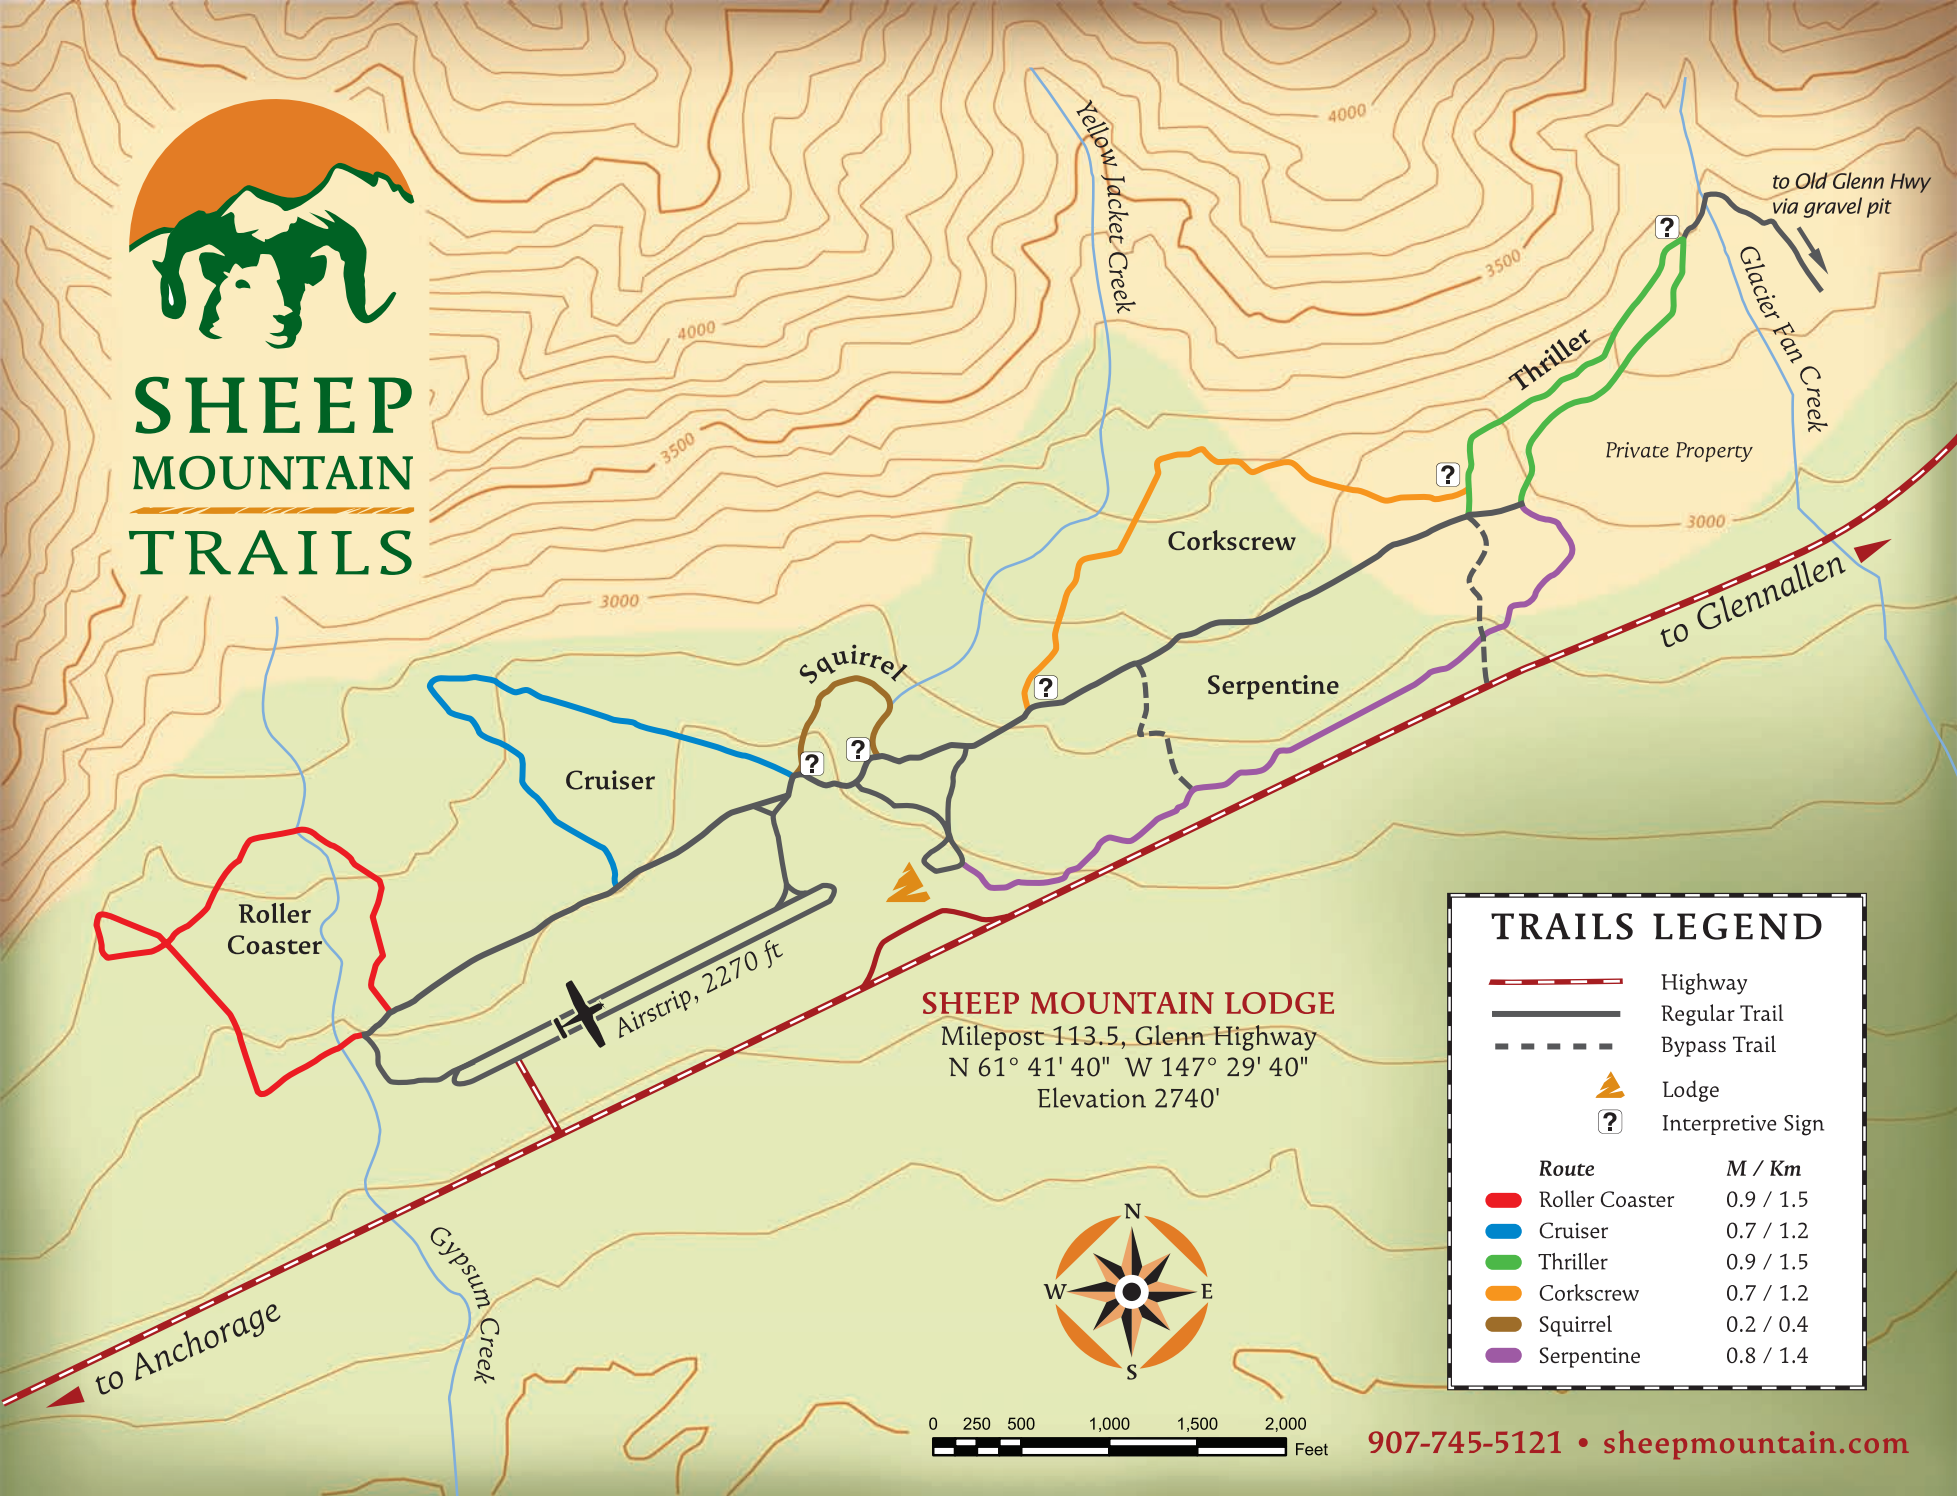 SHEEP
MOUNTAIN
TRAILS
4000
3500
3000
4000
3500
3000
Yellow Jacket Creek
Glacier Fan Creek
Gypsum Creek
to Old Glenn Hwy
via gravel pit
Thriller
Private Property
Corkscrew
Serpentine
Squirrel
Cruiser
Roller
Coaster
?
?
?
?
?
Airstrip, 2270 ft
to Glennallen
to Anchorage
SHEEP MOUNTAIN LODGE
Milepost 113.5, Glenn Highway
N 61° 41' 40" W 147° 29' 40"
Elevation 2740'
N
W E
S
0 250 500 1,000 1,500 2,000
Feet
TRAILS LEGEND
Highway
Regular Trail
Bypass Trail
Lodge
? Interpretive Sign
Route M / Km
Roller Coaster 0.9 / 1.5
Cruiser 0.7 / 1.2
Thriller 0.9 / 1.5
Corkscrew 0.7 / 1.2
Squirrel 0.2 / 0.4
Serpentine 0.8 / 1.4
907-745-5121 • sheepmountain.com